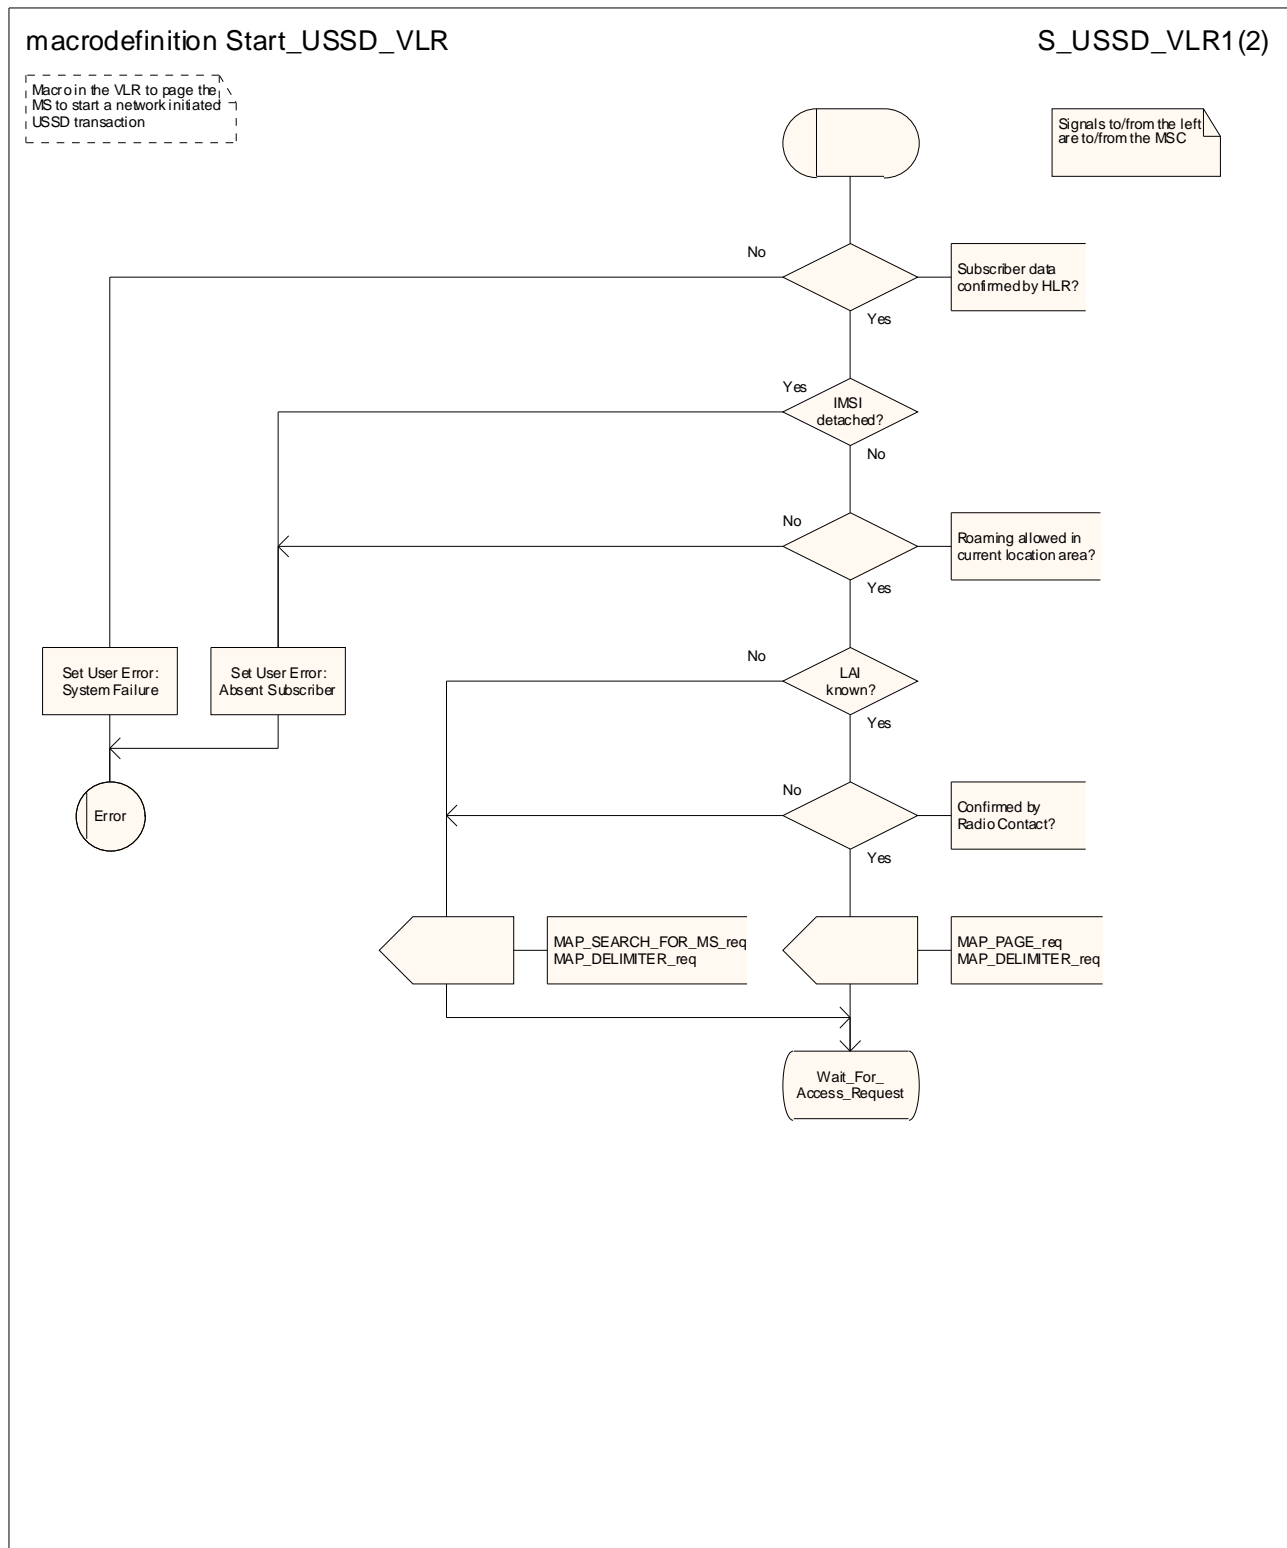 macrodefinition Start_USSD_VLR
S_USSD_VLR1(2)
Macro in the VLR to page the
MS to start a network initiated
USSD transaction
Signals to/from the left
are to/from the MSC
No
Subscriber data
confirmed by HLR?
Yes
Yes
IMSI
detached?
No
No
Roaming allowed in
current location area?
Yes
Set User Error:
System Failure
Set User Error:
Absent Subscriber
No
LAI
known?
Yes
Error
No
Confirmed by
Radio Contact?
Yes
MAP_SEARCH_FOR_MS_req
MAP_DELIMITER_req
MAP_PAGE_req
MAP_DELIMITER_req
Wait_For_
Access_Request